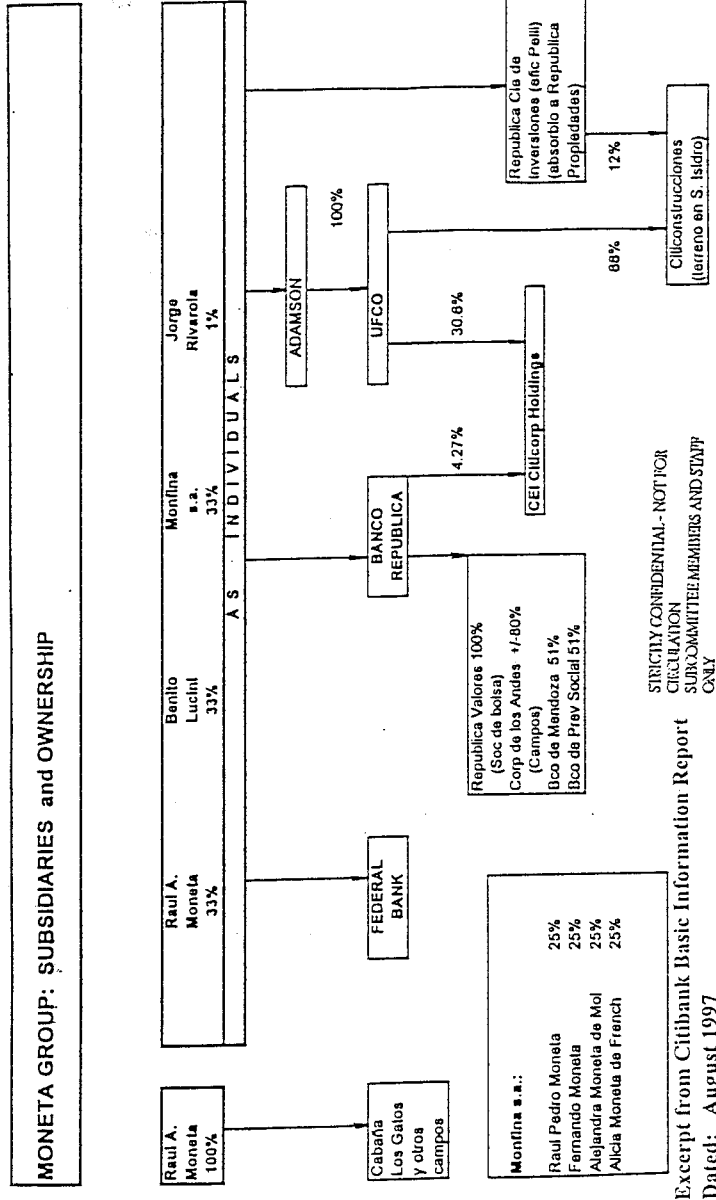 MONETA GROUP: SUBSIDIARIES and OWNERSHIP
Raul A.
Moneta
100%
Raul A.
Moneta
33%
Benito
Lucini
33%
Monfina
s.a.
33%
Jorge
Rivarola
1%
AS INDIVIDUALS
Cabaña
Los Gatos
y otros
campos
FEDERAL
BANK
BANCO
REPUBLICA
ADAMSON
100%
UFCO
4.27%
30.8%
CEI Citicorp Holdings
Republica Valores 100%
(Soc de bolsa)
Corp de los Andes +/-80%
(Campos)
Bco de Mendoza 51%
Bco de Prev Social 51%
Republica Cia de
Inversiones (efic Pelli)
(absorbio a Republica
Propiedades)
88%
12%
Citiconstrucciones
(terreno en S. Isidro)
Monfina s.a.:
Raul Pedro Moneta 25%
Fernando Moneta 25%
Alejandra Moneta de Mol 25%
Alicia Moneta de French 25%
Excerpt from Citibank Basic Information Report
Dated: August 1997
STRICTLY CONFIDENTIAL - NOT FOR
CIRCULATION
SUBCOMMITTEE MEMBERS AND STAFF
ONLY